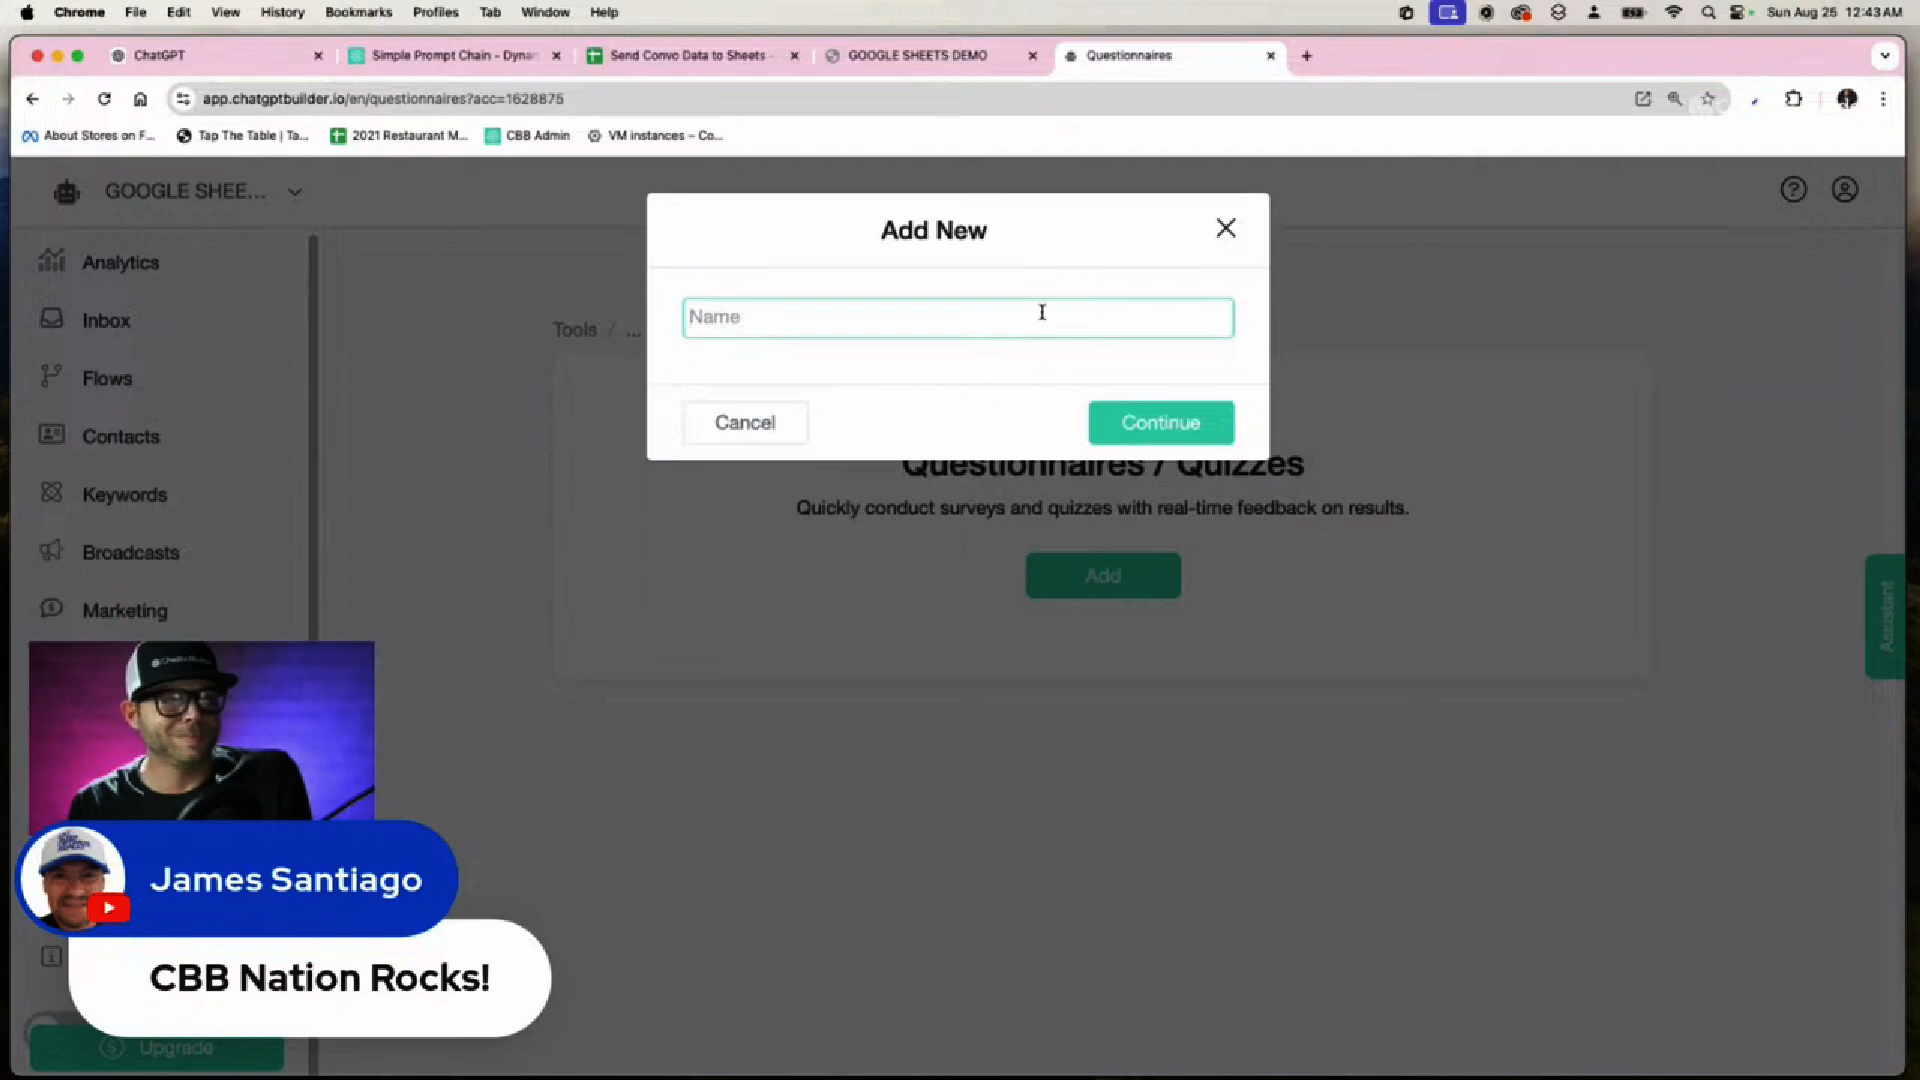 Chrome File Edit View History Bookmarks Profiles Tab Window Help Sun Aug 25 12:43 AM
ChatGPT Simple Prompt Chain - Dyna Send Convo Data to Sheets - GOOGLE SHEETS DEMO Questionnaires
app.chatgptbuilder.io/en/questionnaires?acc=1628875
About Stores on F... Tap The Table | Ta... 2021 Restaurant M... CBB Admin VM instances – Co...
GOOGLE SHEE...
Add New
Analytics
Name
Inbox
Tools / ...
Flows
Cancel Continue
Contacts
Questionnaires / Quizzes
Keywords
Quickly conduct surveys and quizzes with real-time feedback on results.
Broadcasts
Add
Marketing
Assistant
James Santiago
CBB Nation Rocks!
Upgrade